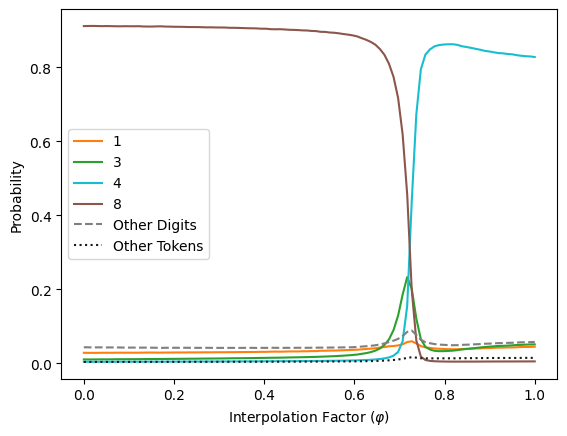 0.8
0.6
0.4
0.2
0.0
Probability
1
3
4
8
Other Digits
Other Tokens
0.0 0.2 0.4 0.6 0.8 1.0
Interpolation Factor (φ)